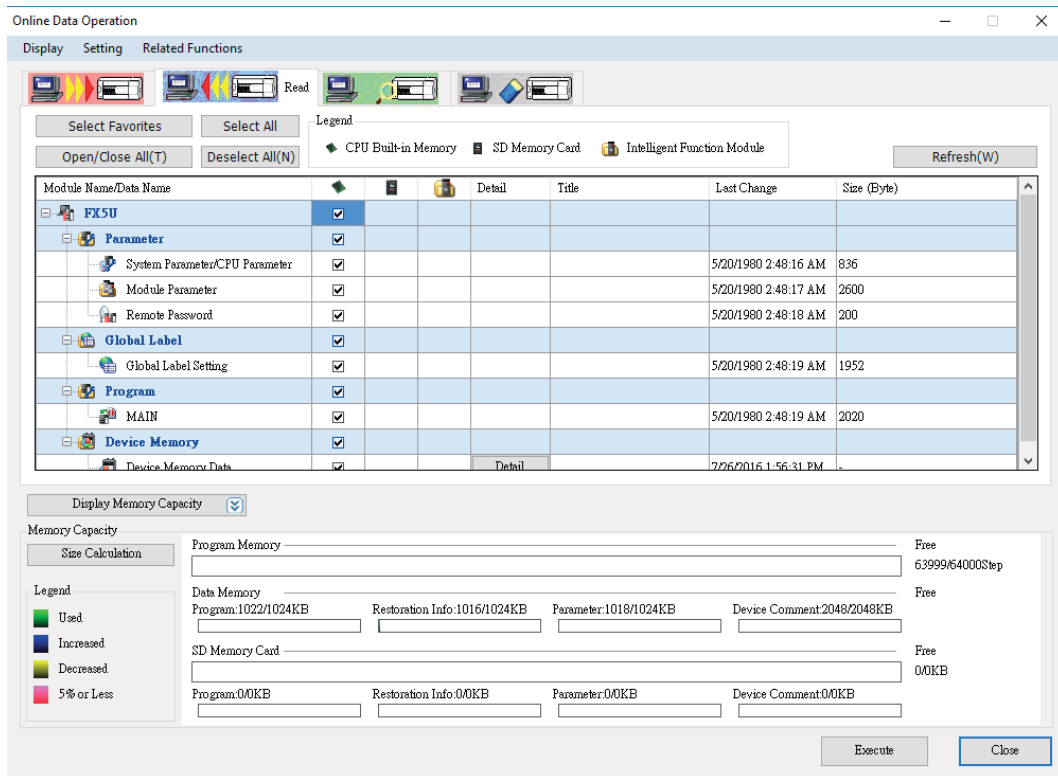 Online Data Operation
Display Setting Related Functions
Read
Select Favorites Select All Legend
CPU Built-in Memory SD Memory Card Intelligent Function Module
Open/Close All(T) Deselect All(N) Refresh(W)
Module Name/Data Name Detail Title Last Change Size (Byte)
FX5U
Parameter
System Parameter/CPU Parameter 5/20/1980 2:48:16 AM 836
Module Parameter 5/20/1980 2:48:17 AM 2600
Remote Password 5/20/1980 2:48:18 AM 200
Global Label
Global Label Setting 5/20/1980 2:48:19 AM 1952
Program
MAIN 5/20/1980 2:48:19 AM 2020
Device Memory
Device Memory Data Detail 7/26/2016 1:56:31 PM -
Display Memory Capacity
Memory Capacity
Size Calculation Program Memory Free
63999/64000Step
Legend Data Memory Free
Used Program:1022/1024KB Restoration Info:1016/1024KB Parameter:1018/1024KB Device Comment:2048/2048KB
Increased SD Memory Card Free
Decreased 0/0KB
5% or Less Program:0/0KB Restoration Info:0/0KB Parameter:0/0KB Device Comment:0/0KB
Execute Close